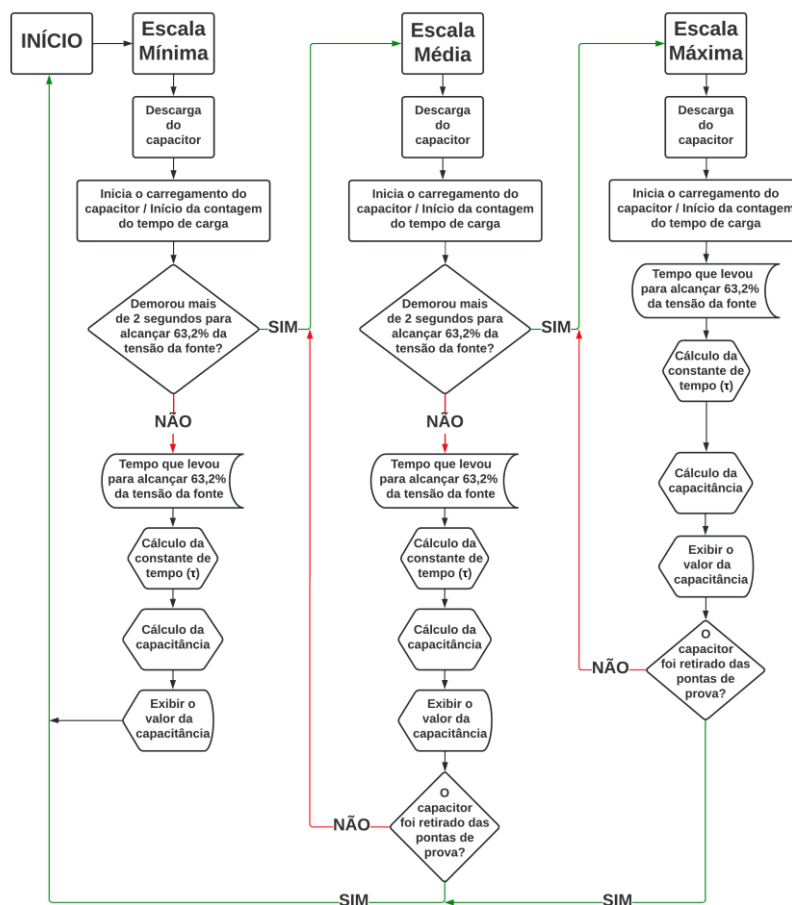 INÍCIO
Escala
Mínima
Descarga
do
capacitor
Inicia o carregamento do
capacitor / Início da contagem
do tempo de carga
Demorou mais
de 2 segundos para
alcançar 63,2% da
tensão da fonte?
SIM
NÃO
Tempo que levou
para alcançar 63,2%
da tensão da fonte
Cálculo da
constante de
tempo (τ)
Cálculo da
capacitância
Exibir o
valor da
capacitância
Escala
Média
Descarga
do
capacitor
Inicia o carregamento do
capacitor / Início da contagem
do tempo de carga
Demorou mais
de 2 segundos para
alcançar 63,2% da
tensão da fonte?
SIM
NÃO
Tempo que levou
para alcançar 63,2%
da tensão da fonte
Cálculo da
constante de
tempo (τ)
Cálculo da
capacitância
Exibir o
valor da
capacitância
O
capacitor
foi retirado das
pontas de
prova?
NÃO
SIM
Escala
Máxima
Descarga
do
capacitor
Inicia o carregamento do
capacitor / Início da contagem
do tempo de carga
Tempo que levou
para alcançar 63,2%
da tensão da fonte
Cálculo da
constante de
tempo (τ)
Cálculo da
capacitância
Exibir o
valor da
capacitância
O
capacitor
foi retirado das
pontas de
prova?
NÃO
SIM